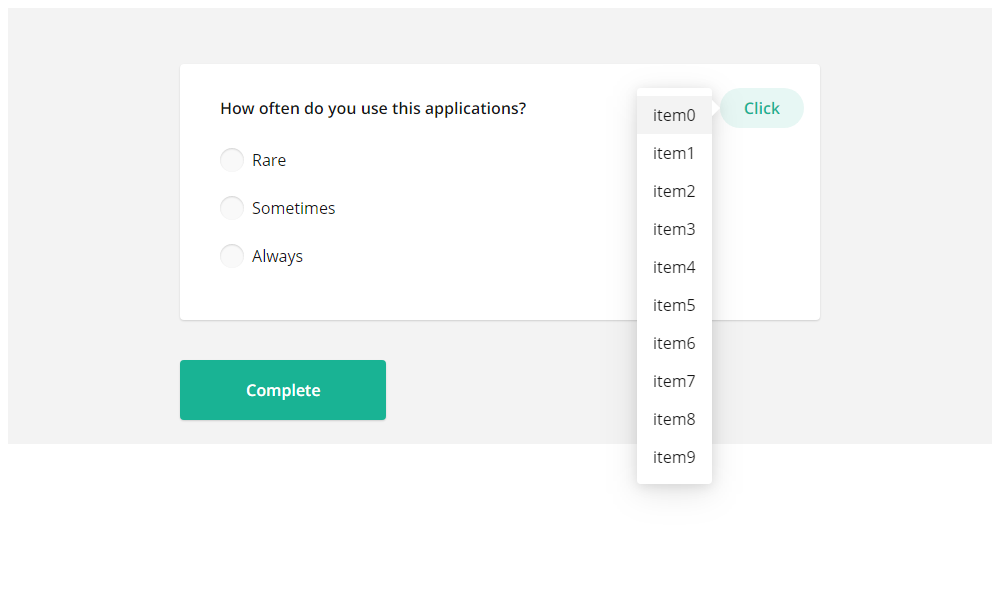 How often do you use this applications?
Click
Rare
Sometimes
Always
Complete
item0
item1
item2
item3
item4
item5
item6
item7
item8
item9